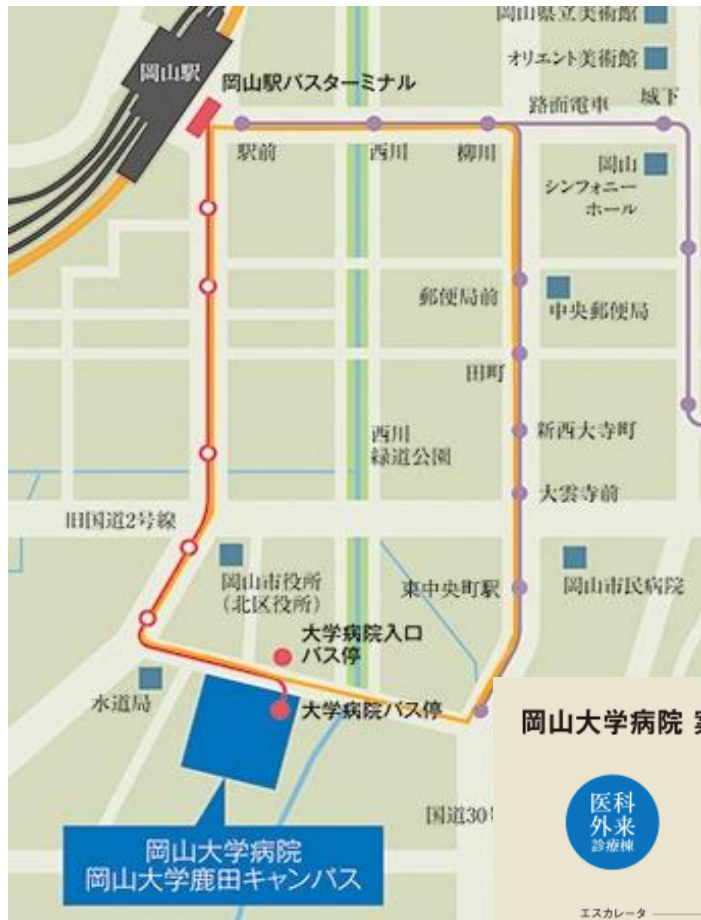 岡山県立美術館
オリエント美術館
岡山駅
岡山駅バスターミナル
路面電車
城下
駅前
西川
柳川
岡山
シンフォニー
ホール
郵便局前
中央郵便局
田町
西川
緑道公園
新西大寺町
大雲寺前
旧国道2号線
岡山市役所
(北区役所)
東中央町駅
岡山市民病院
大学病院入口
バス停
水道局
大学病院バス停
岡山大学病院
医科
外来
診療棟
国道30
岡山大学病院
岡山大学鹿田キャンパス
エスカレータ